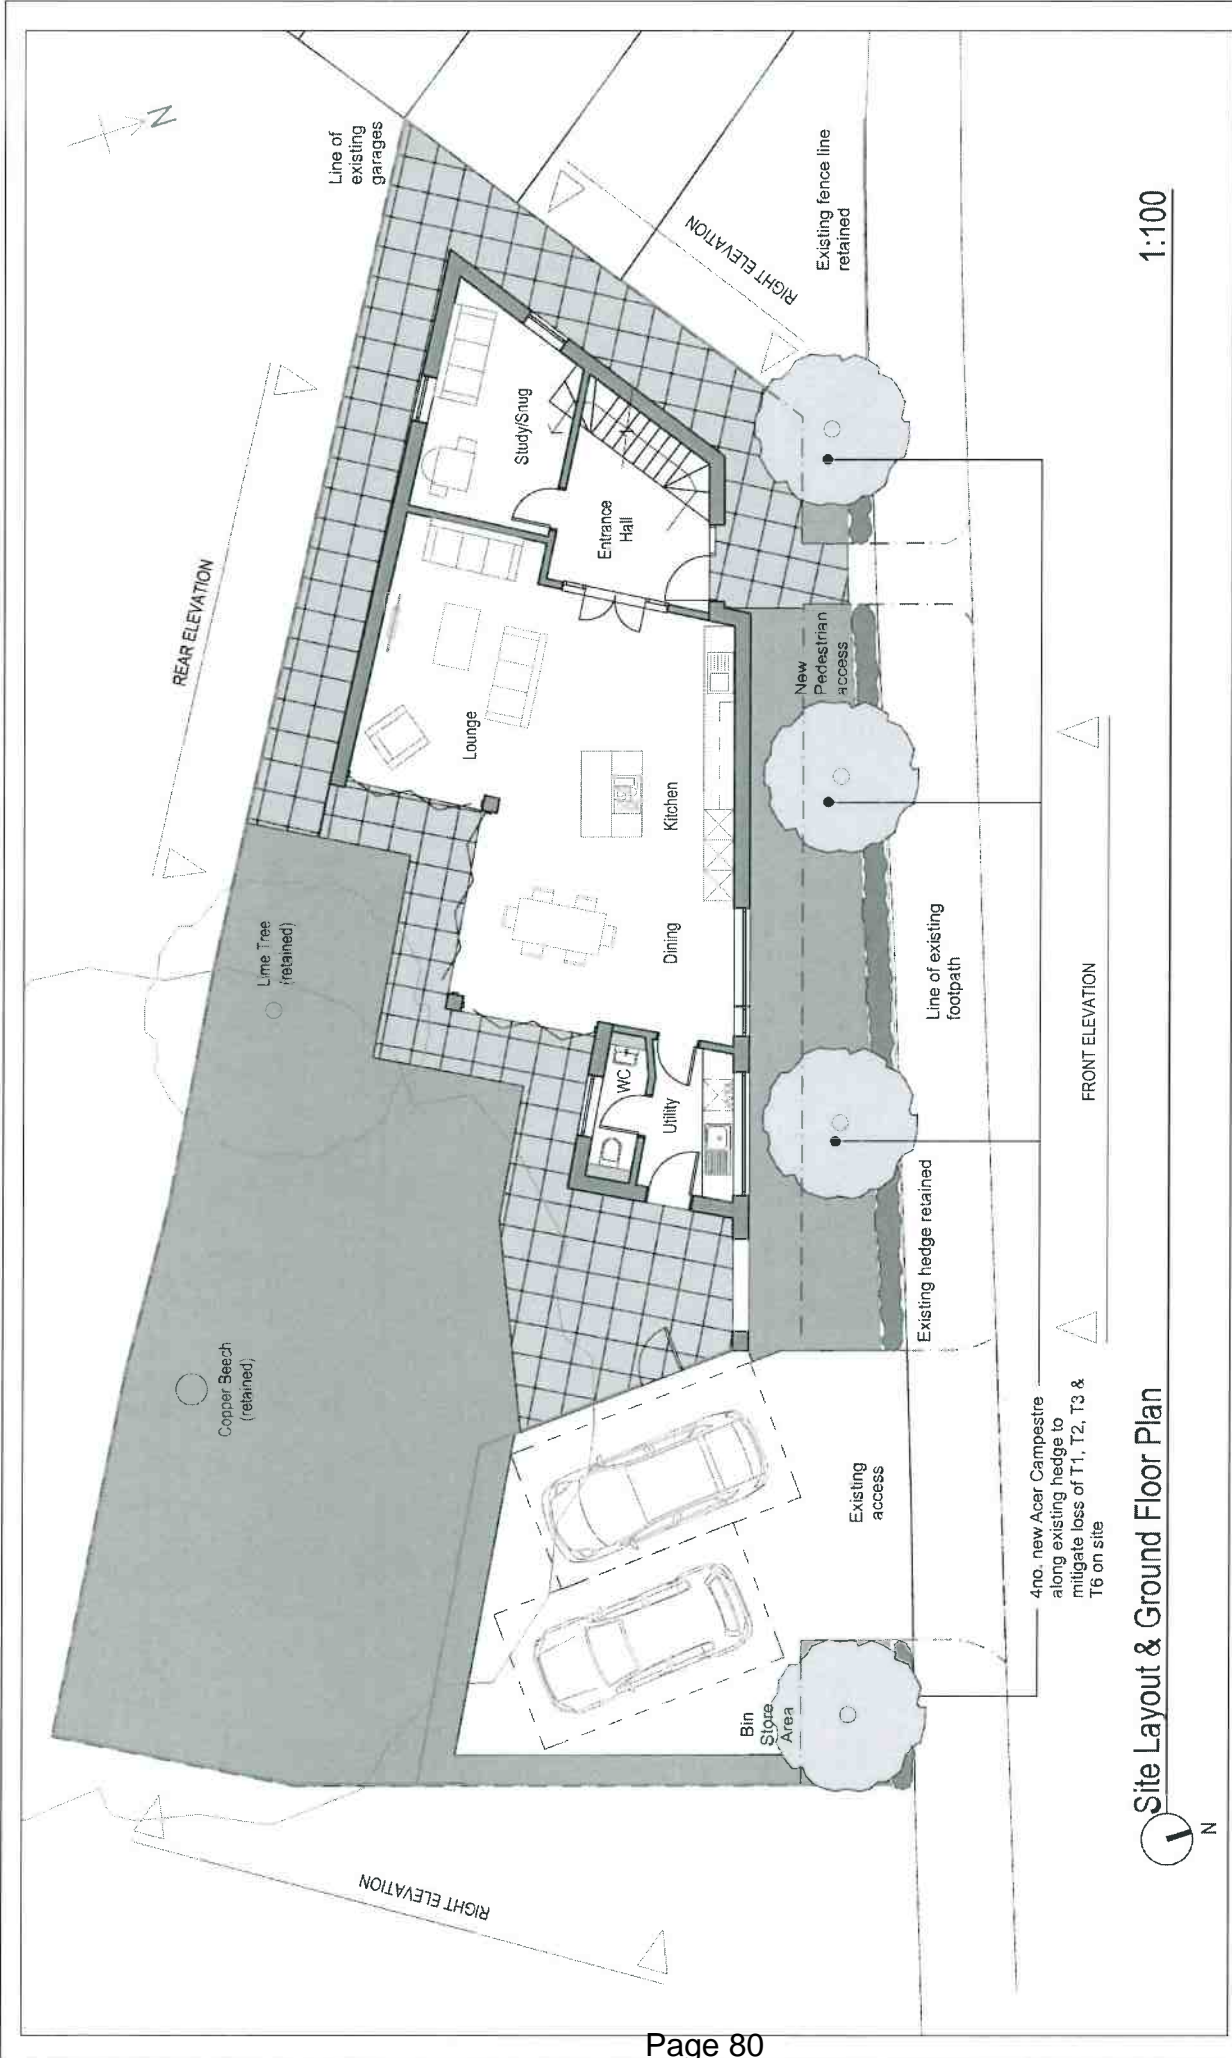 N
Line of
existing
garages
REAR ELEVATION
RIGHT ELEVATION
Existing fence line
retained
Study/Snug
Entrance
Hall
Lounge
Kitchen
Dining
WC
Utility
Lime Tree
(retained)
Copper Beech
(retained)
New
Pedestrian
access
Line of existing
footpath
Existing hedge retained
FRONT ELEVATION
Existing
access
Bin
Store
Area
4no. new Acer Campestre
along existing hedge to
mitigate loss of T1, T2, T3 &
T6 on site
RIGHT ELEVATION
Site Layout & Ground Floor Plan
1:100
N
Page 80